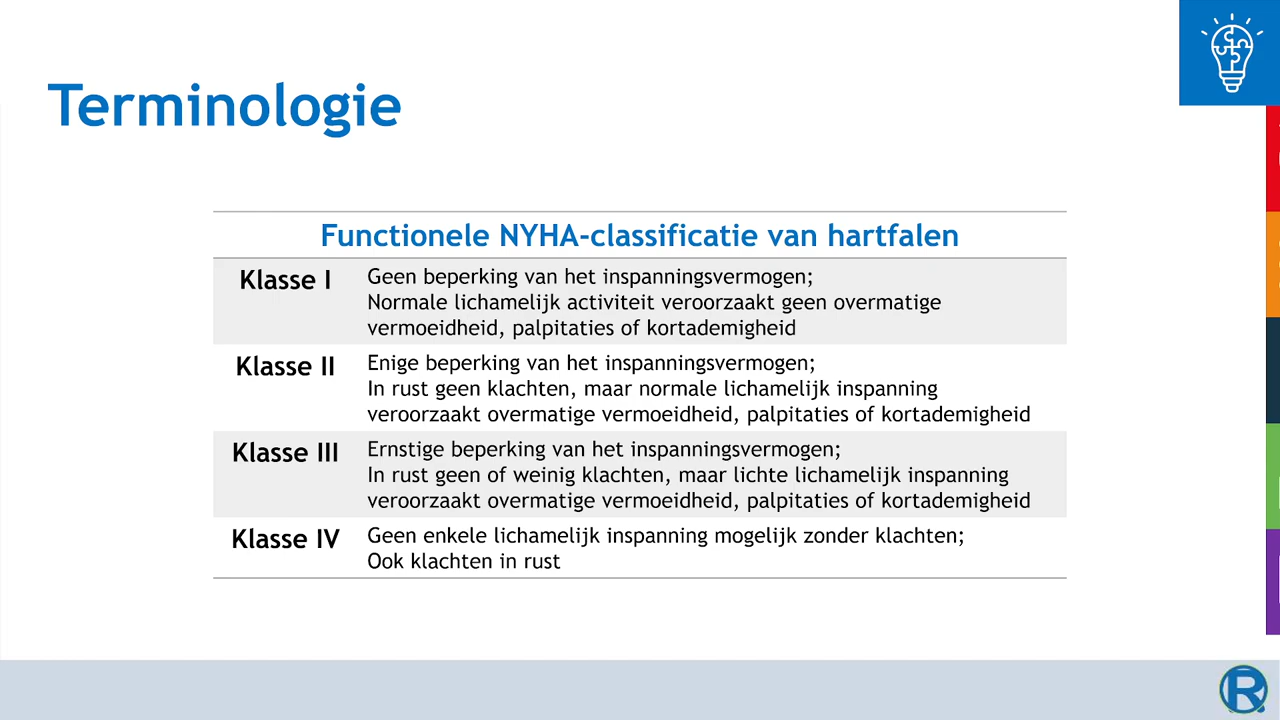 Terminologie
Functionele NYHA-classificatie van hartfalen
Klasse I
Geen beperking van het inspanningsvermogen;
Normale lichamelijk activiteit veroorzaakt geen overmatige
vermoeidheid, palpitaties of kortademigheid
Klasse II
Enige beperking van het inspanningsvermogen;
In rust geen klachten, maar normale lichamelijk inspanning
veroorzaakt overmatige vermoeidheid, palpitaties of kortademigheid
Klasse III
Ernstige beperking van het inspanningsvermogen;
In rust geen of weinig klachten, maar lichte lichamelijk inspanning
veroorzaakt overmatige vermoeidheid, palpitaties of kortademigheid
Klasse IV
Geen enkele lichamelijk inspanning mogelijk zonder klachten;
Ook klachten in rust
R